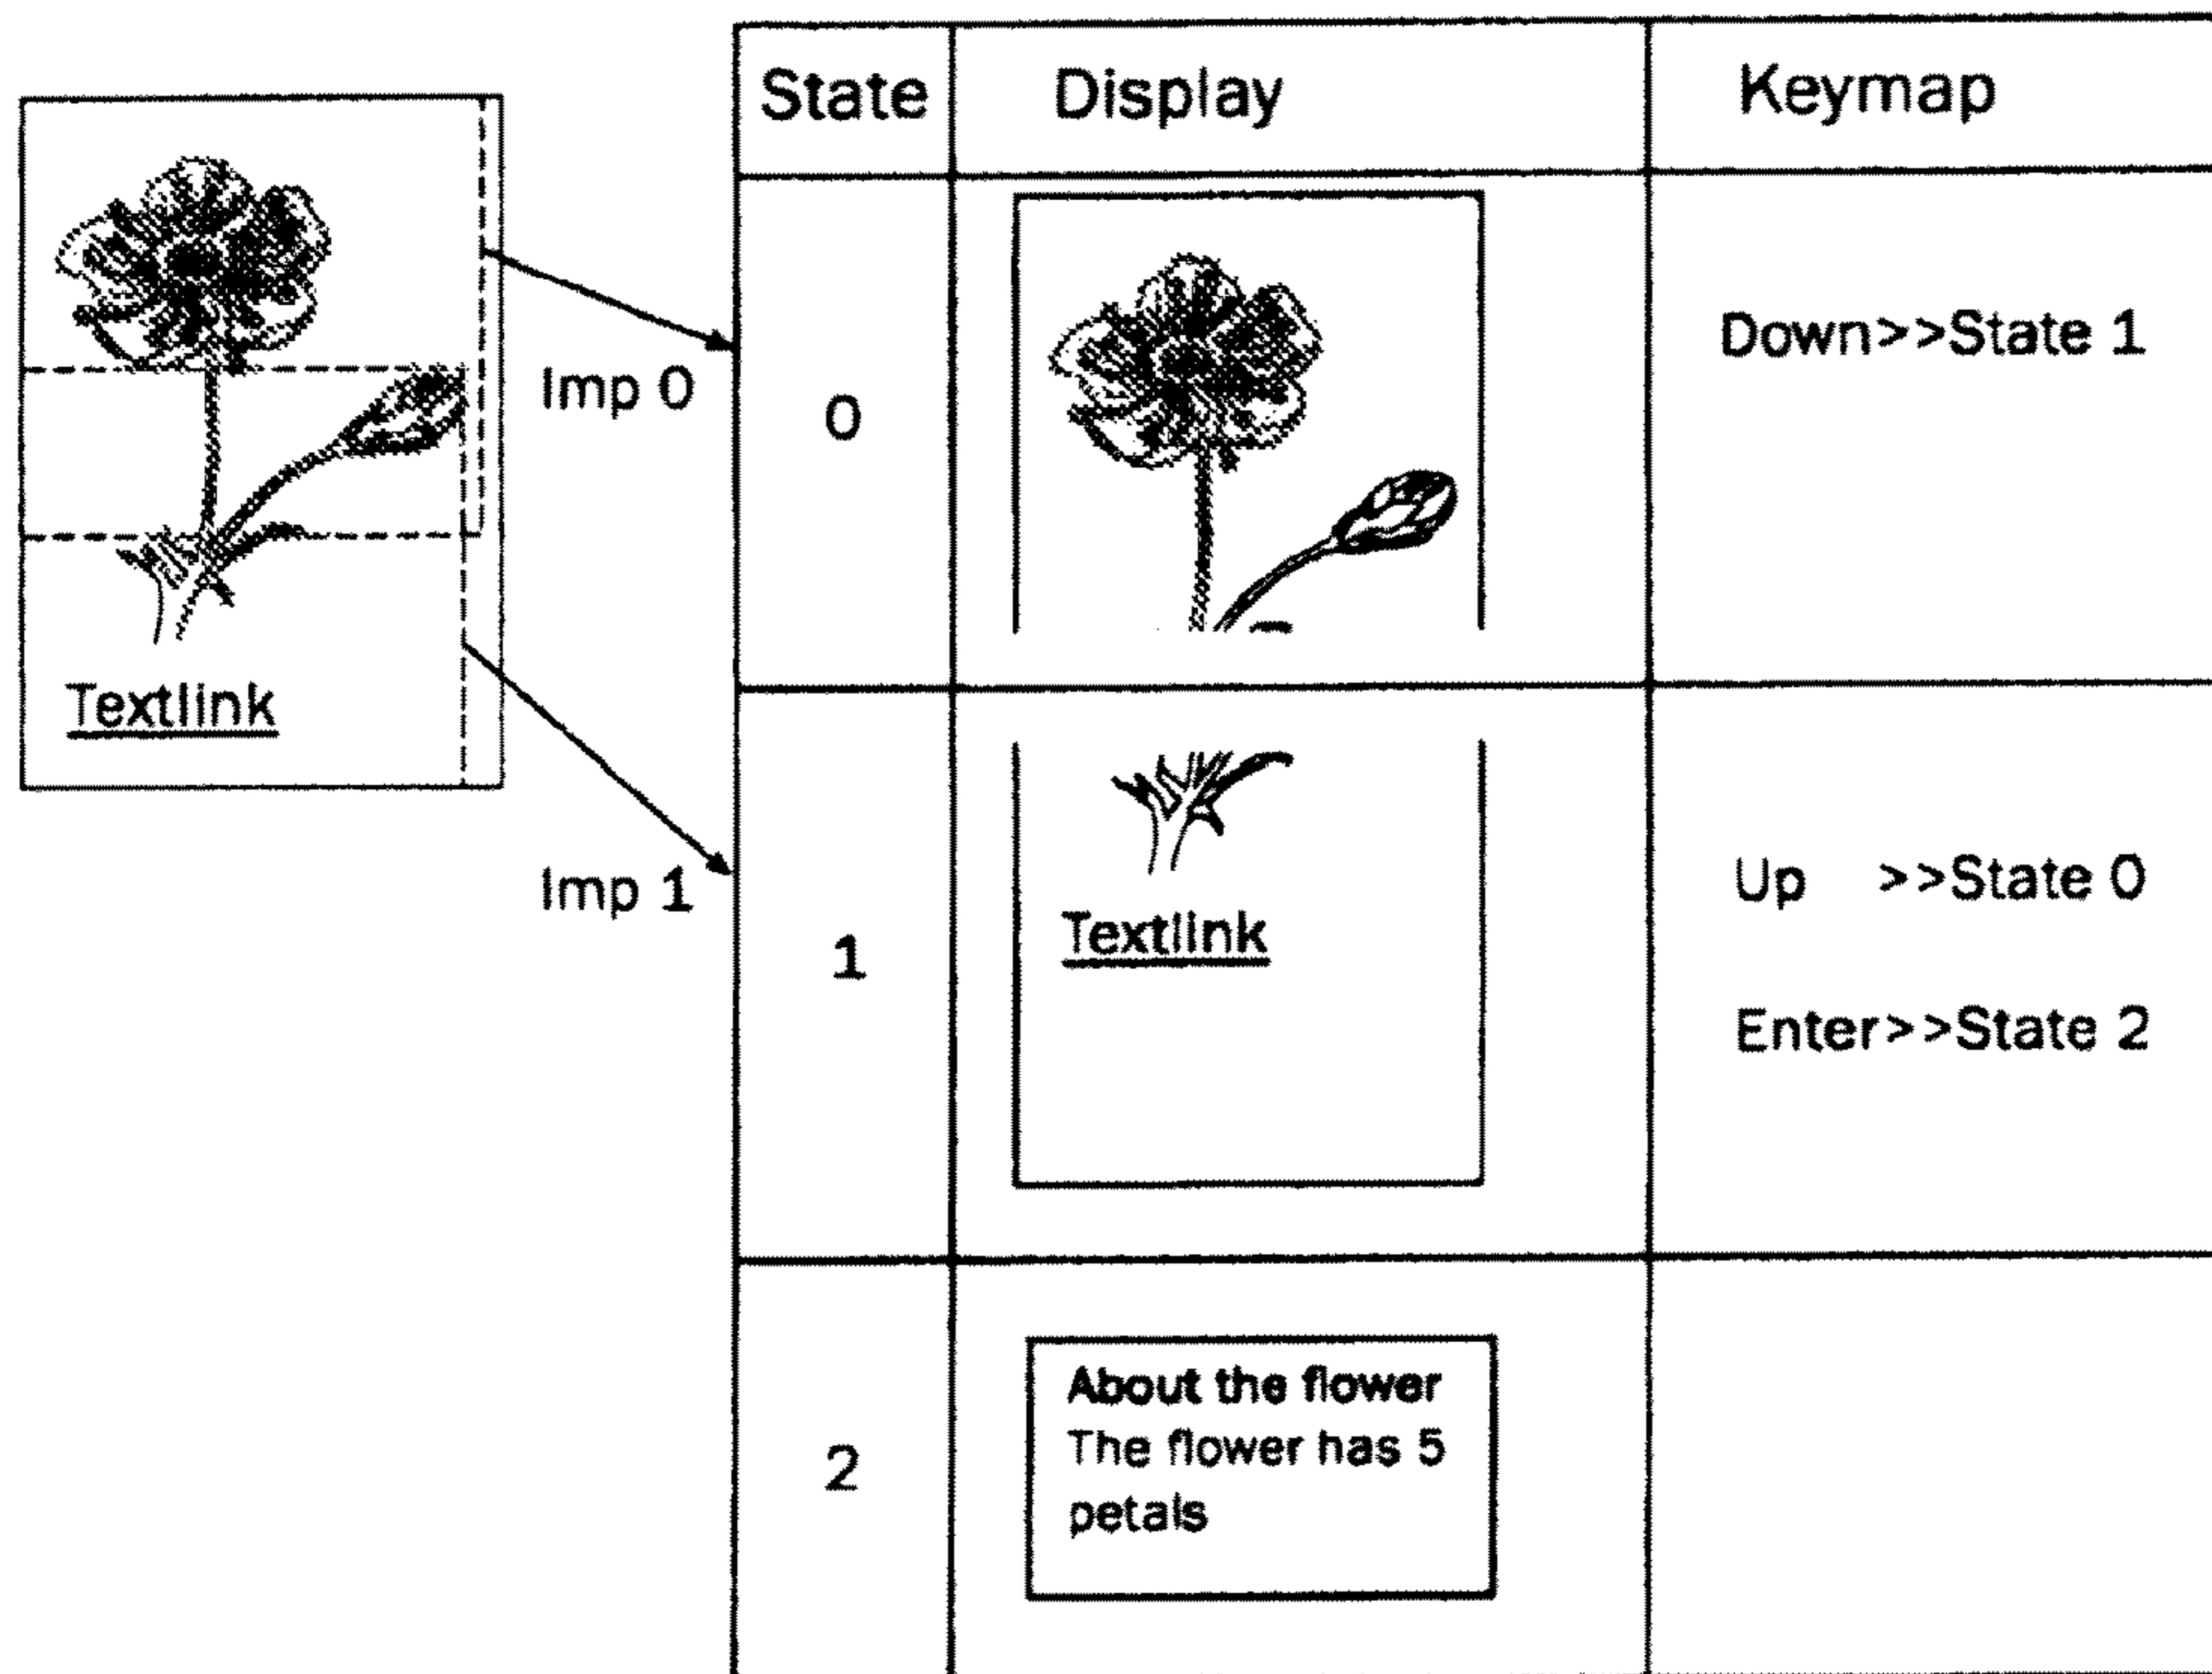 State Display Keymap
Imp 0
0
Down>>State 1
Textlink
Imp 1
1
Textlink
Up >>State 0
Enter>>State 2
2
About the flower
The flower has 5
petals